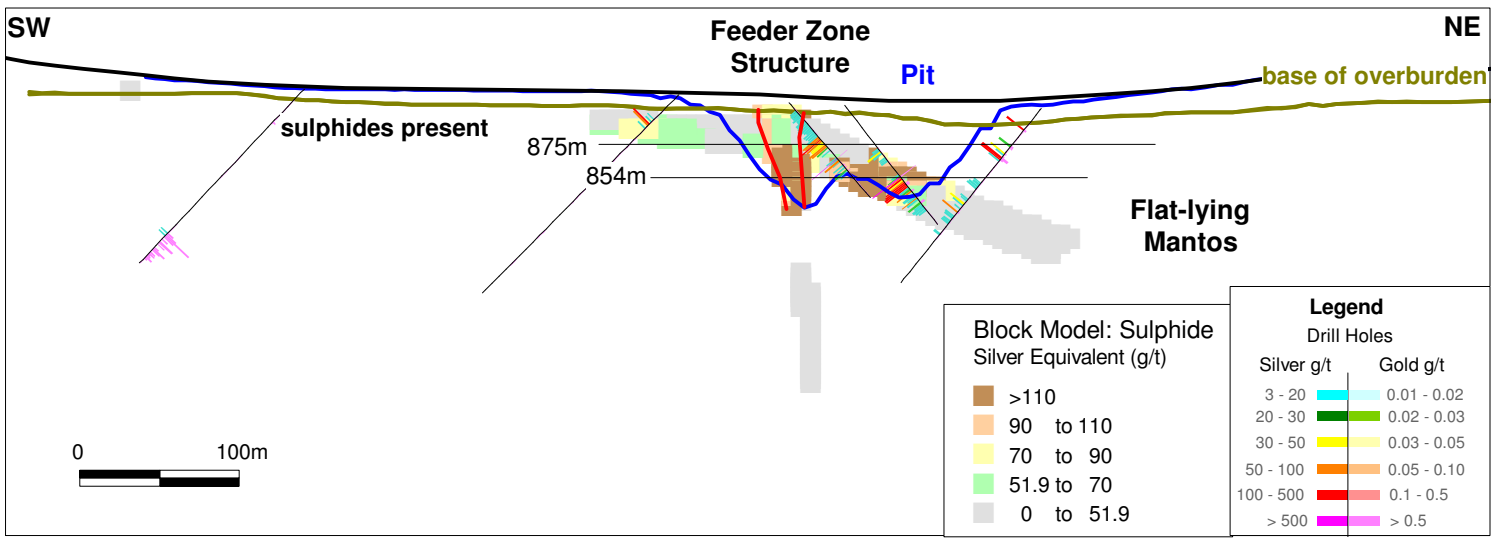 SW
Feeder Zone
Structure
NE
Pit
base of overburden
sulphides present
875m
854m
Flat-lying
Mantos
0 100m
Block Model: Sulphide
Silver Equivalent (g/t)
>110
90 to 110
70 to 90
51.9 to 70
0 to 51.9
Legend
Drill Holes
Silver g/t Gold g/t
3 - 20 0.01 - 0.02
20 - 30 0.02 - 0.03
30 - 50 0.03 - 0.05
50 - 100 0.05 - 0.10
100 - 500 0.1 - 0.5
> 500 > 0.5